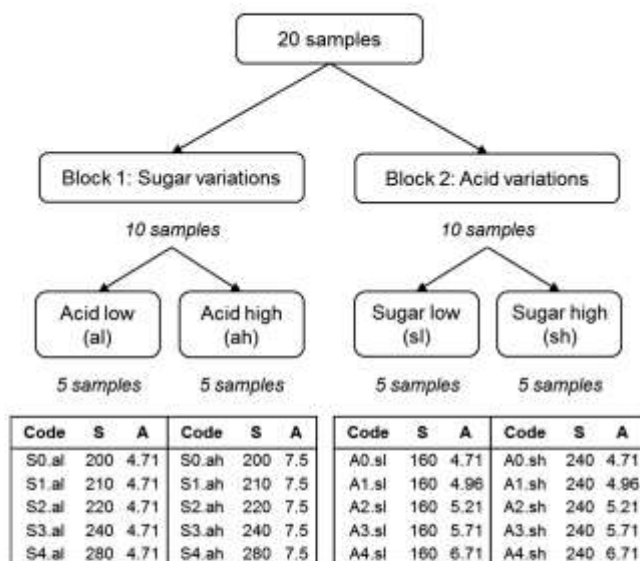 20 samples
Block 1: Sugar variations
Block 2: Acid variations
10 samples
10 samples
Acid low
(al)
Acid high
(ah)
Sugar low
(sl)
Sugar high
(sh)
5 samples
5 samples
5 samples
5 samples
Code S A Code S A Code S A Code S A
S0.al 200 4.71 S0.ah 200 7.5 A0.sl 160 4.71 A0.sh 240 4.71
S1.al 210 4.71 S1.ah 210 7.5 A1.sl 160 4.96 A1.sh 240 4.96
S2.al 220 4.71 S2.ah 220 7.5 A2.sl 160 5.21 A2.sh 240 5.21
S3.al 240 4.71 S3.ah 240 7.5 A3.sl 160 5.71 A3.sh 240 5.71
S4.al 280 4.71 S4.ah 280 7.5 A4.sl 160 6.71 A4.sh 240 6.71